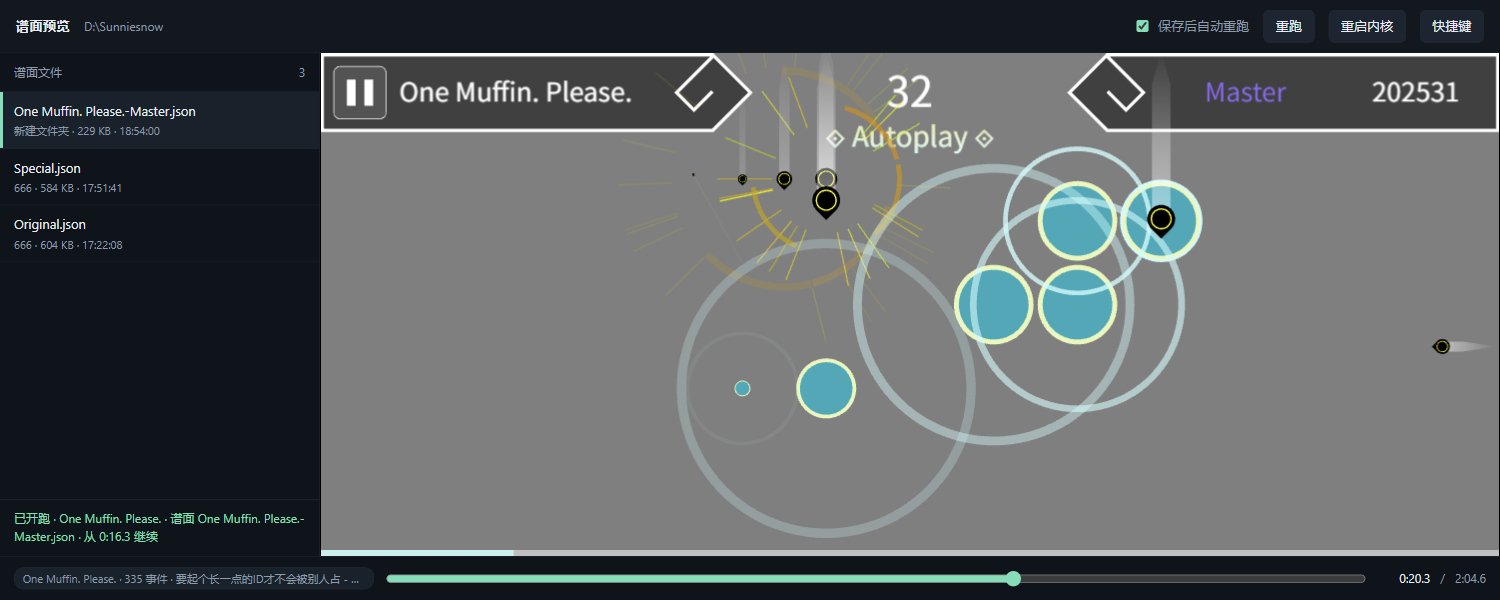 谱面预览 D:\Sunniesnow
保存后自动重跑 重跑 重启内核 快捷键
谱面文件 3
One Muffin. Please.-Master.json
新建文件夹 · 229 KB · 18:54:00
Special.json
666 · 584 KB · 17:51:41
Original.json
666 · 604 KB · 17:22:08
One Muffin. Please.
32
Autoplay
Master 202531
已开跑 · One Muffin. Please. · 谱面 One Muffin. Please.-
Master.json · 从 0:16.3 继续
One Muffin. Please. · 335 事件 · 要起个长一点的ID才不会被别人占 - ...
0:20.3 / 2:04.6